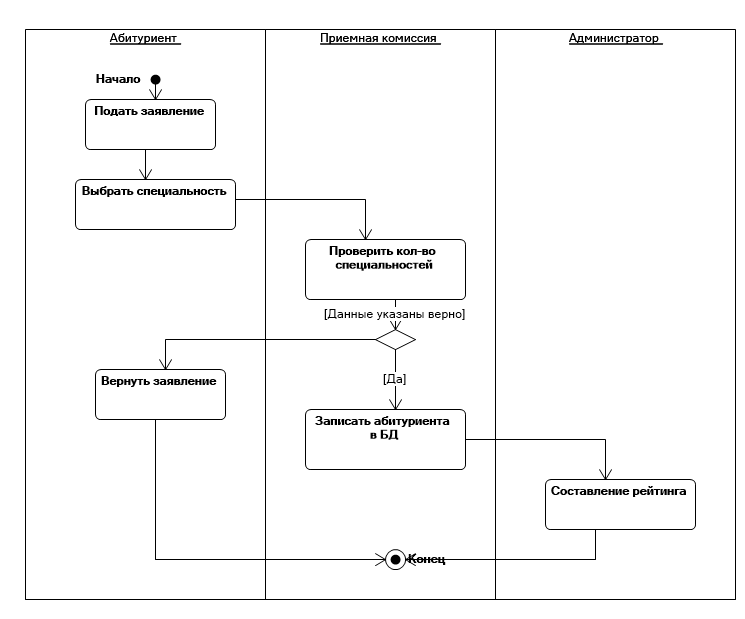 Абитуриент
Приемная комиссия
Администратор
Начало
Подать заявление
Выбрать специальность
Проверить кол-во
специальностей
[Данные указаны верно]
Вернуть заявление
[Да]
Записать абитуриента
в БД
Составление рейтинга
Конец